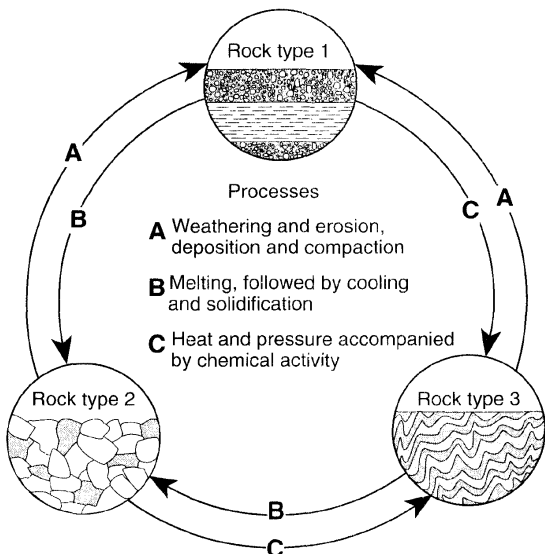 Rock type 1
A
B
C
A
Processes
A Weathering and erosion,
deposition and compaction
B Melting, followed by cooling
and solidification
C Heat and pressure accompanied
by chemical activity
Rock type 2
Rock type 3
B
C